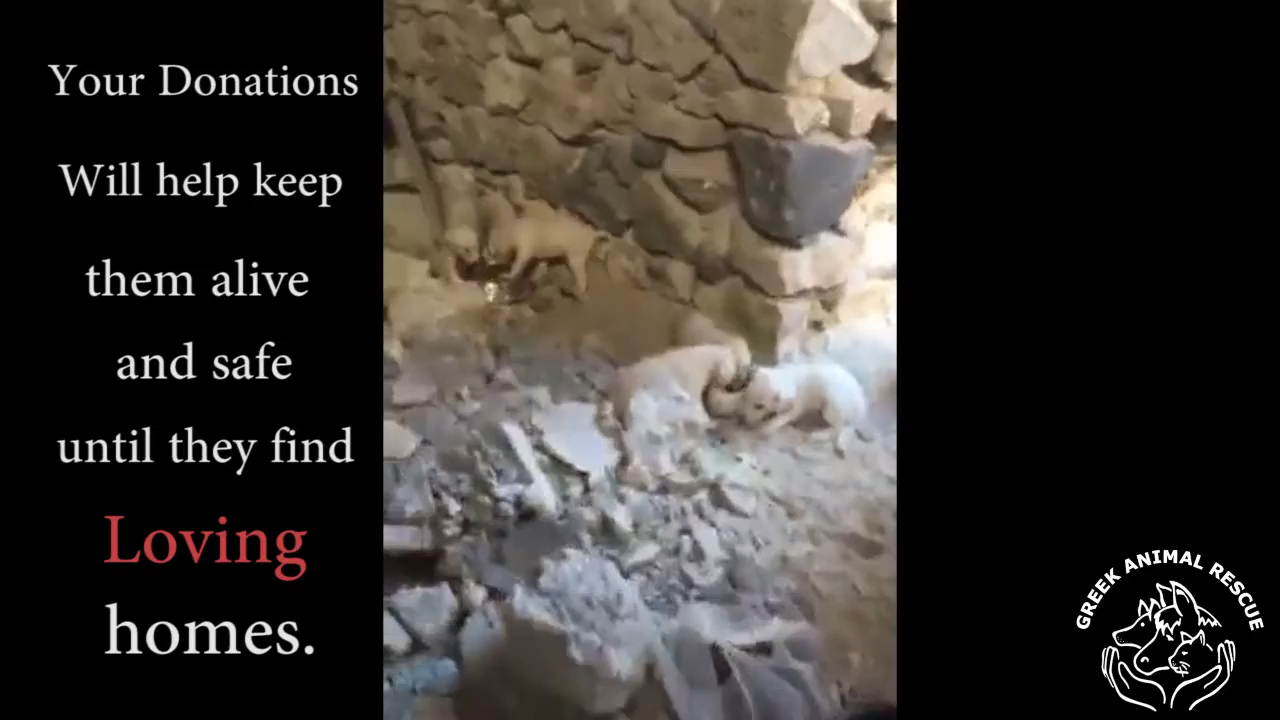 Your Donations
Will help keep
them alive
and safe
until they find
Loving
homes.
GREEK ANIMAL RESCUE